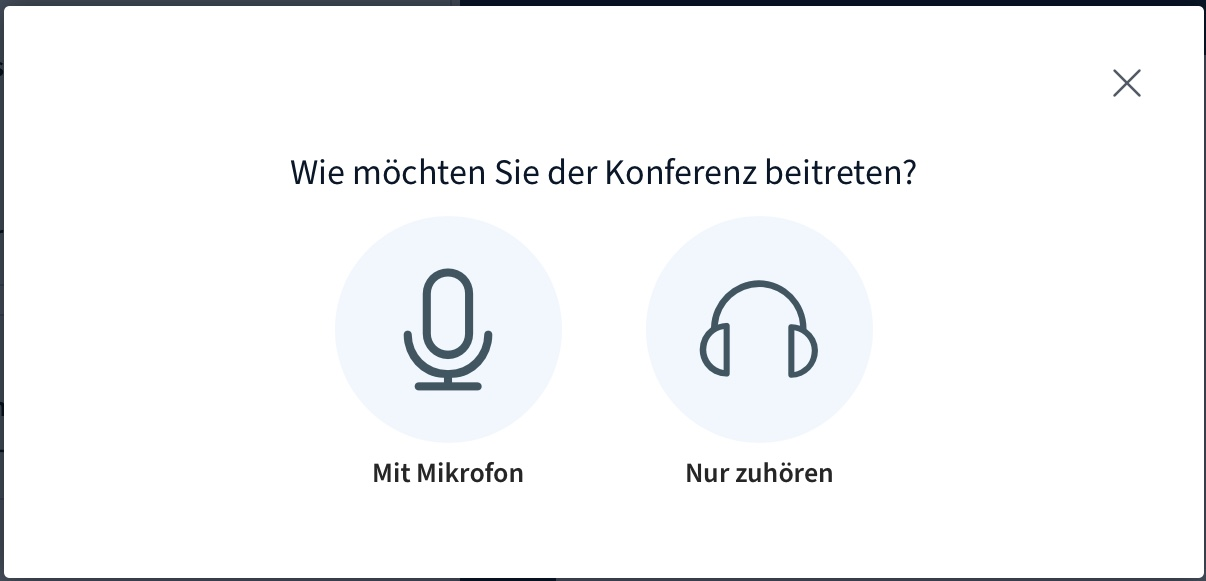 Wie möchten Sie der Konferenz beitreten?
Mit Mikrofon
Nur zuhören